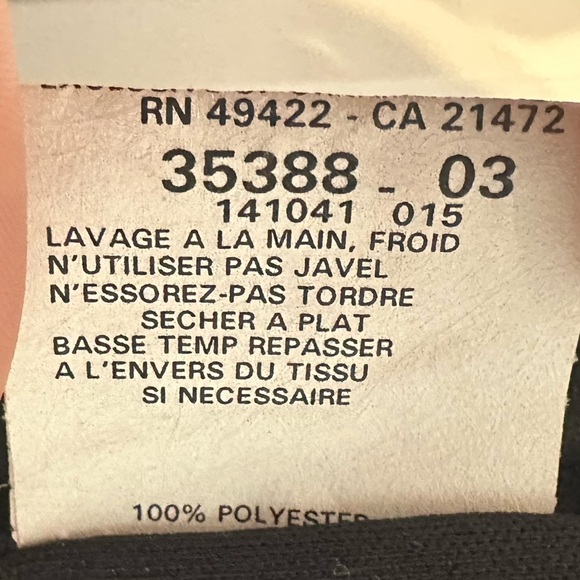 RN 49422 - CA 21472
35388 - 03
141041 015
LAVAGE A LA MAIN, FROID
N'UTILISER PAS JAVEL
N'ESSOREZ-PAS TORDRE
SECHER A PLAT
BASSE TEMP REPASSER
A L'ENVERS DU TISSU
SI NECESSAIRE
100% POLYESTER